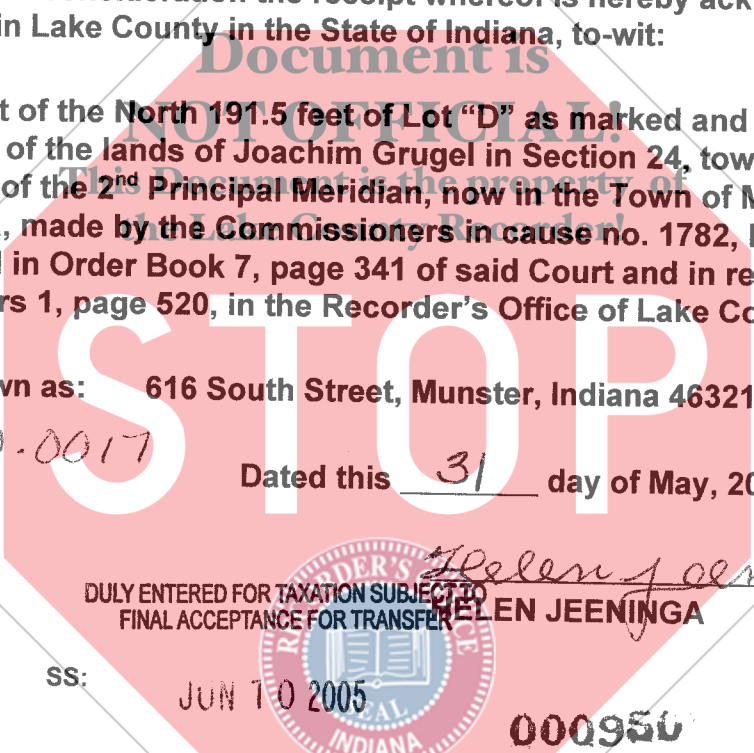 in Lake County in the State of Indiana, to-wit:
Document is
t of the North 191.5 feet of Lot “D” as marked and
NOT OFFICIAL!
of the lands of Joachim Grugel in Section 24, tow
This Document is the property of
of the 2nd Principal Meridian, now in the Town of M
the Lake County Recorder!
, made by the Commissioners in cause no. 1782,
in Order Book 7, page 341 of said Court and in re
rs 1, page 520, in the Recorder’s Office of Lake Co
STOP
wn as: 616 South Street, Munster, Indiana 46321
.0017
Dated this 31 day of May, 20
Helen Jeen
HELEN JEENINGA
DULY ENTERED FOR TAXATION SUBJECT TO
FINAL ACCEPTANCE FOR TRANSFER
RECORDER'S OFFICE
SEAL
INDIANA
SS:
JUN 10 2005
000950